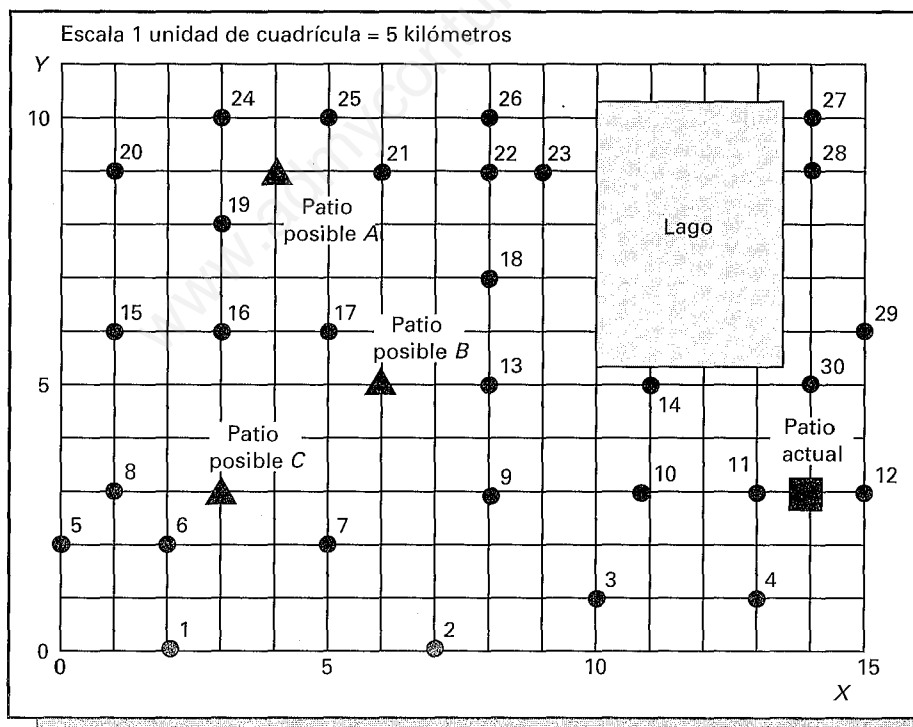 Escala 1 unidad de cuadrícula = 5 kilómetros
Y
24 25 26 27
10
20 21 22 23 28
Patio
posible A
19
Lago
18
15 16 17 29
Patio
posible B
13 30
5
14
Patio
posible C
Patio
actual
8 9 10 11 12
5 6 7
3 4
1 2
0
0 5 10 15
X